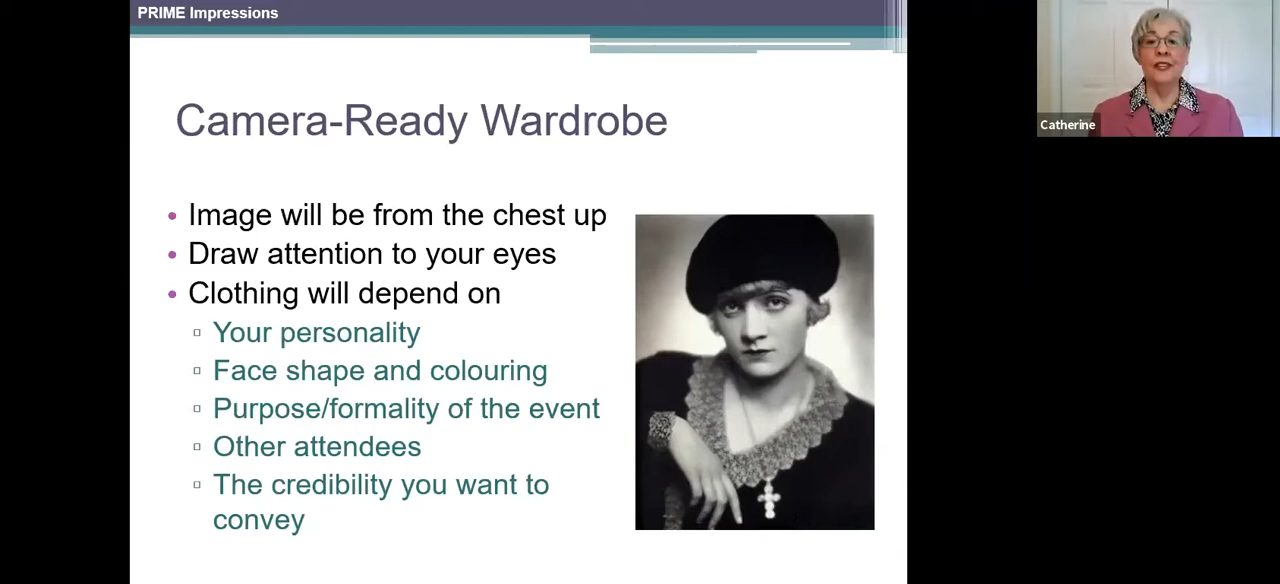 PRIME Impressions
Camera-Ready Wardrobe
Image will be from the chest up
Draw attention to your eyes
Clothing will depend on
Your personality
Face shape and colouring
Purpose/formality of the event
Other attendees
The credibility you want to
convey
Catherine